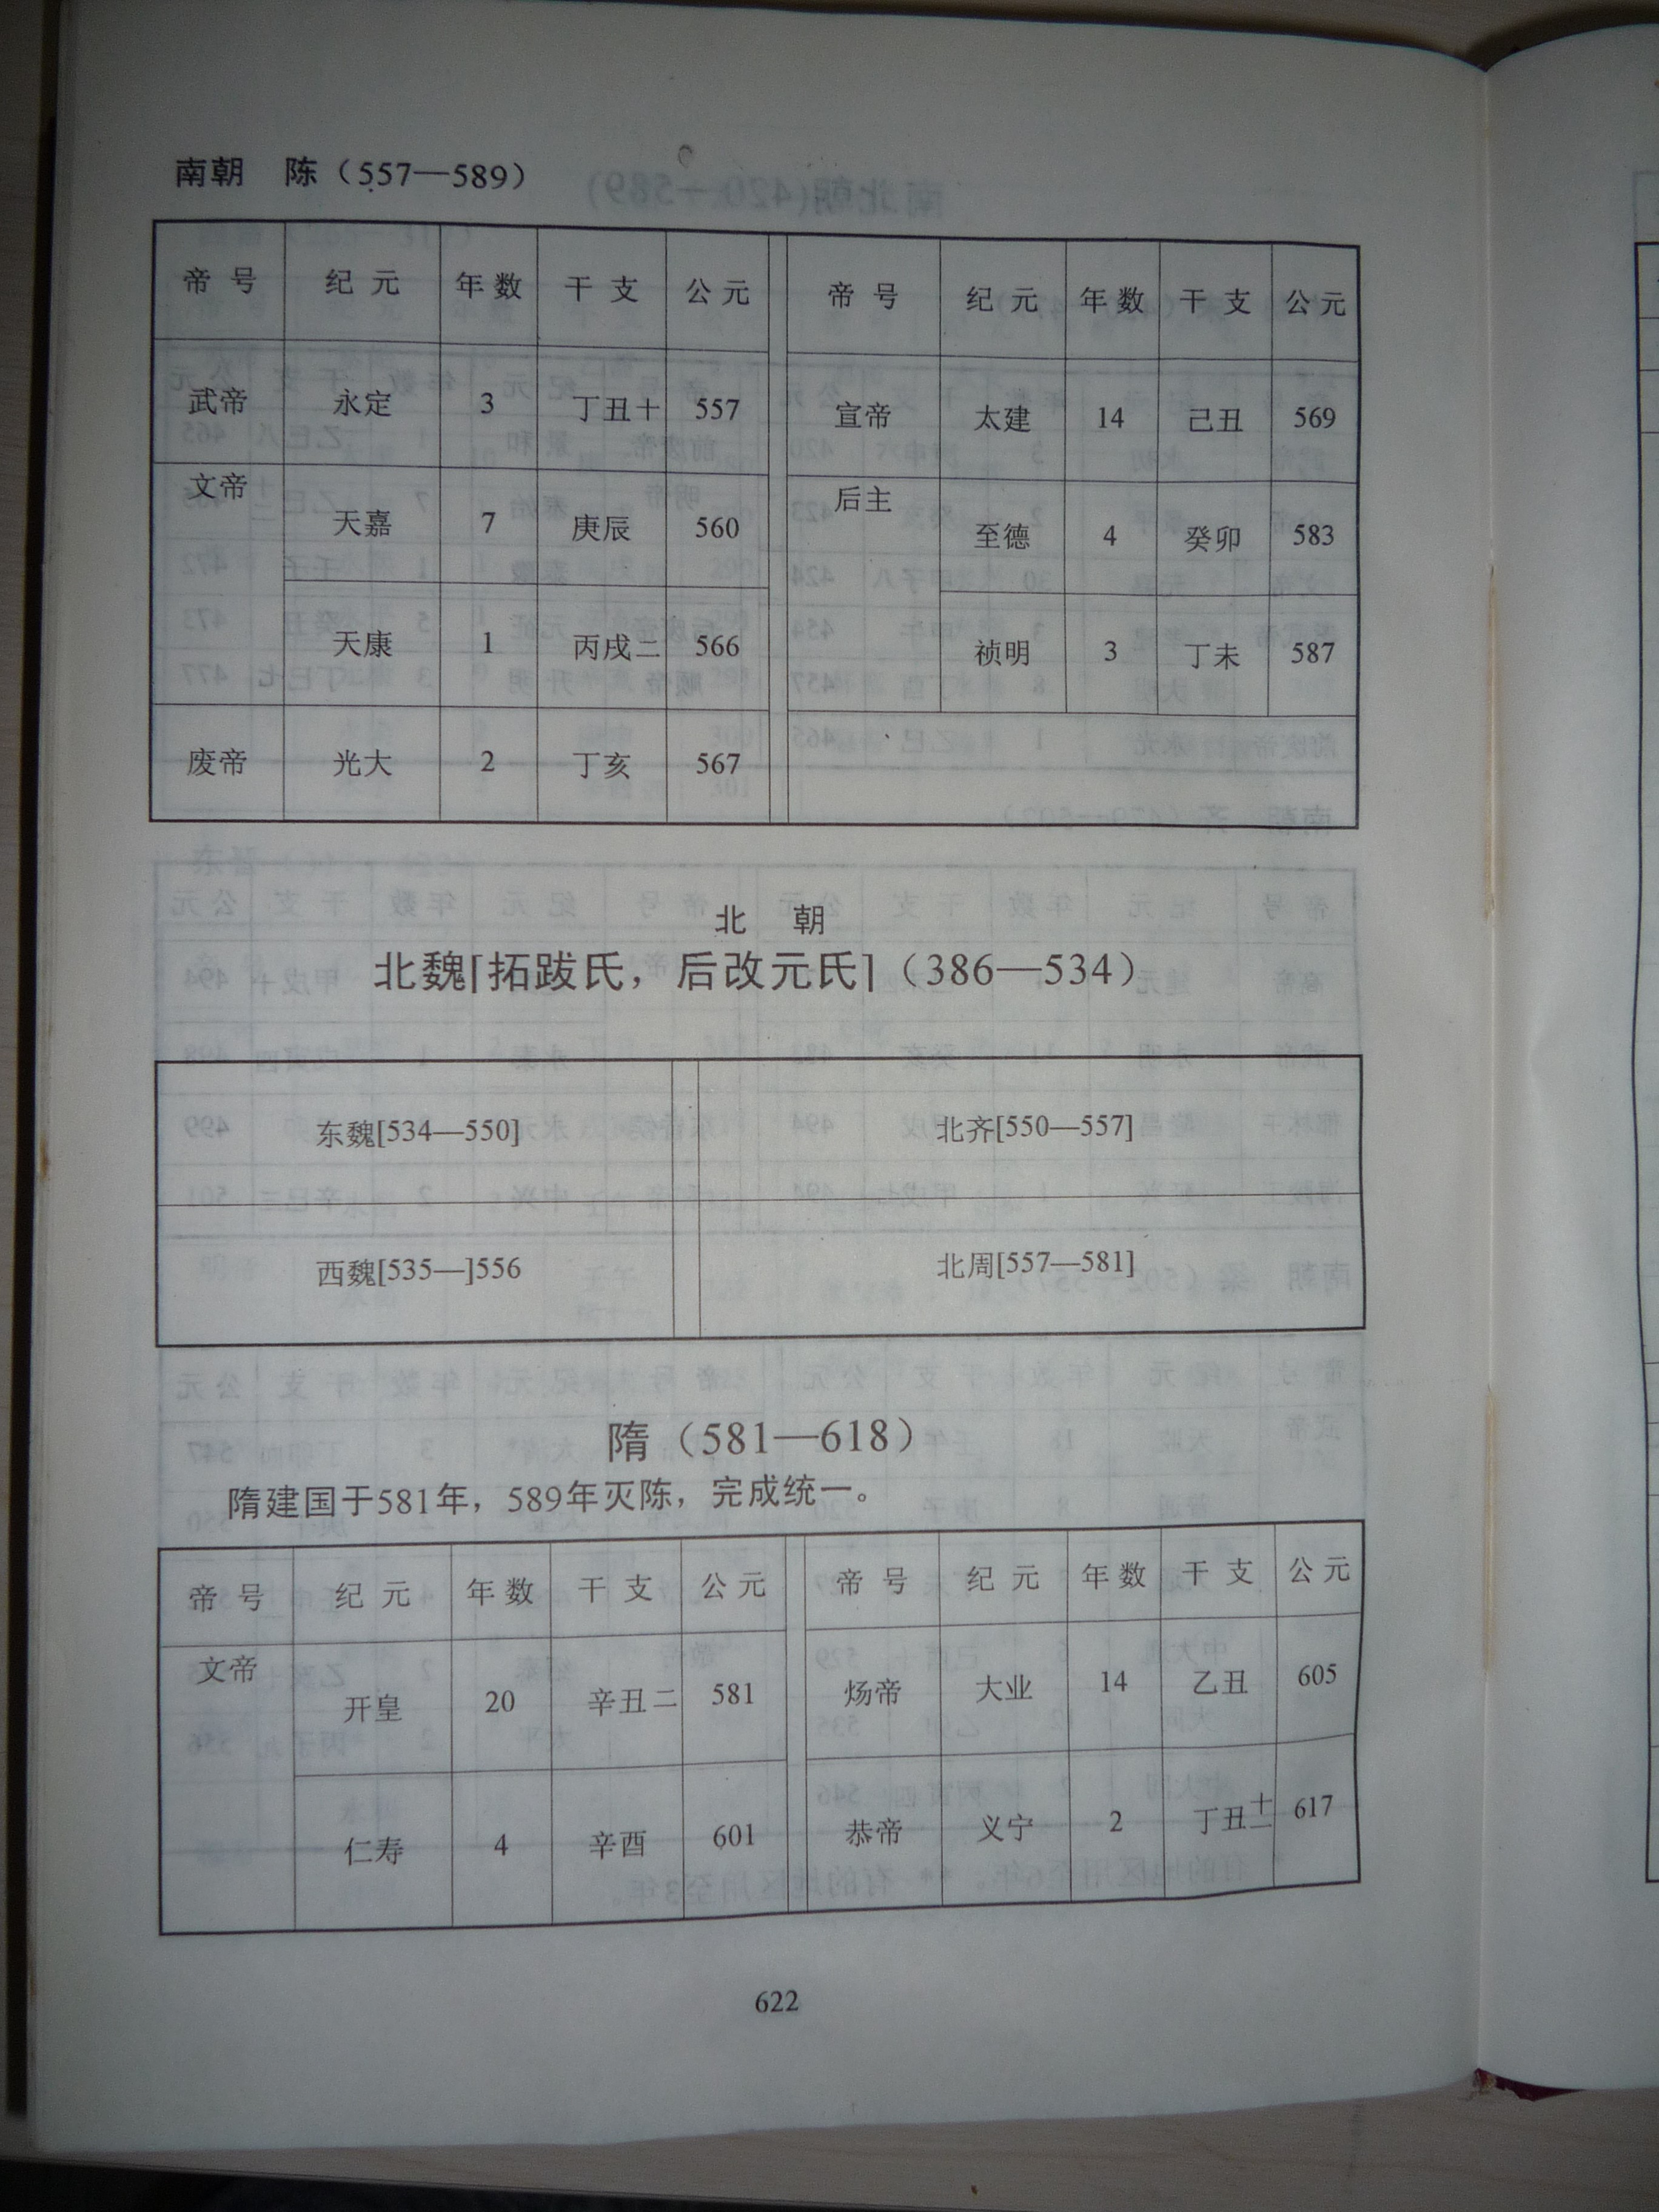 南朝 陈（557—589）
帝号 纪元 年数 干支 公元 帝号 纪元 年数 干支 公元
武帝 永定 3 丁丑十 557 宣帝 太建 14 己丑 569
文帝 天嘉 7 庚辰 560 后主 至德 4 癸卯 583
天康 1 丙戌二 566 祯明 3 丁未 587
废帝 光大 2 丁亥 567
北朝
北魏[拓跋氏，后改元氏]（386—534）
东魏[534—550] 北齐[550—557]
西魏[535—]556 北周[557—581]
隋（581—618）
隋建国于581年，589年灭陈，完成统一。
帝号 纪元 年数 干支 公元 帝号 纪元 年数 干支 公元
文帝 开皇 20 辛丑二 581 炀帝 大业 14 乙丑 605
仁寿 4 辛酉 601 恭帝 义宁 2 丁丑十一 617
622